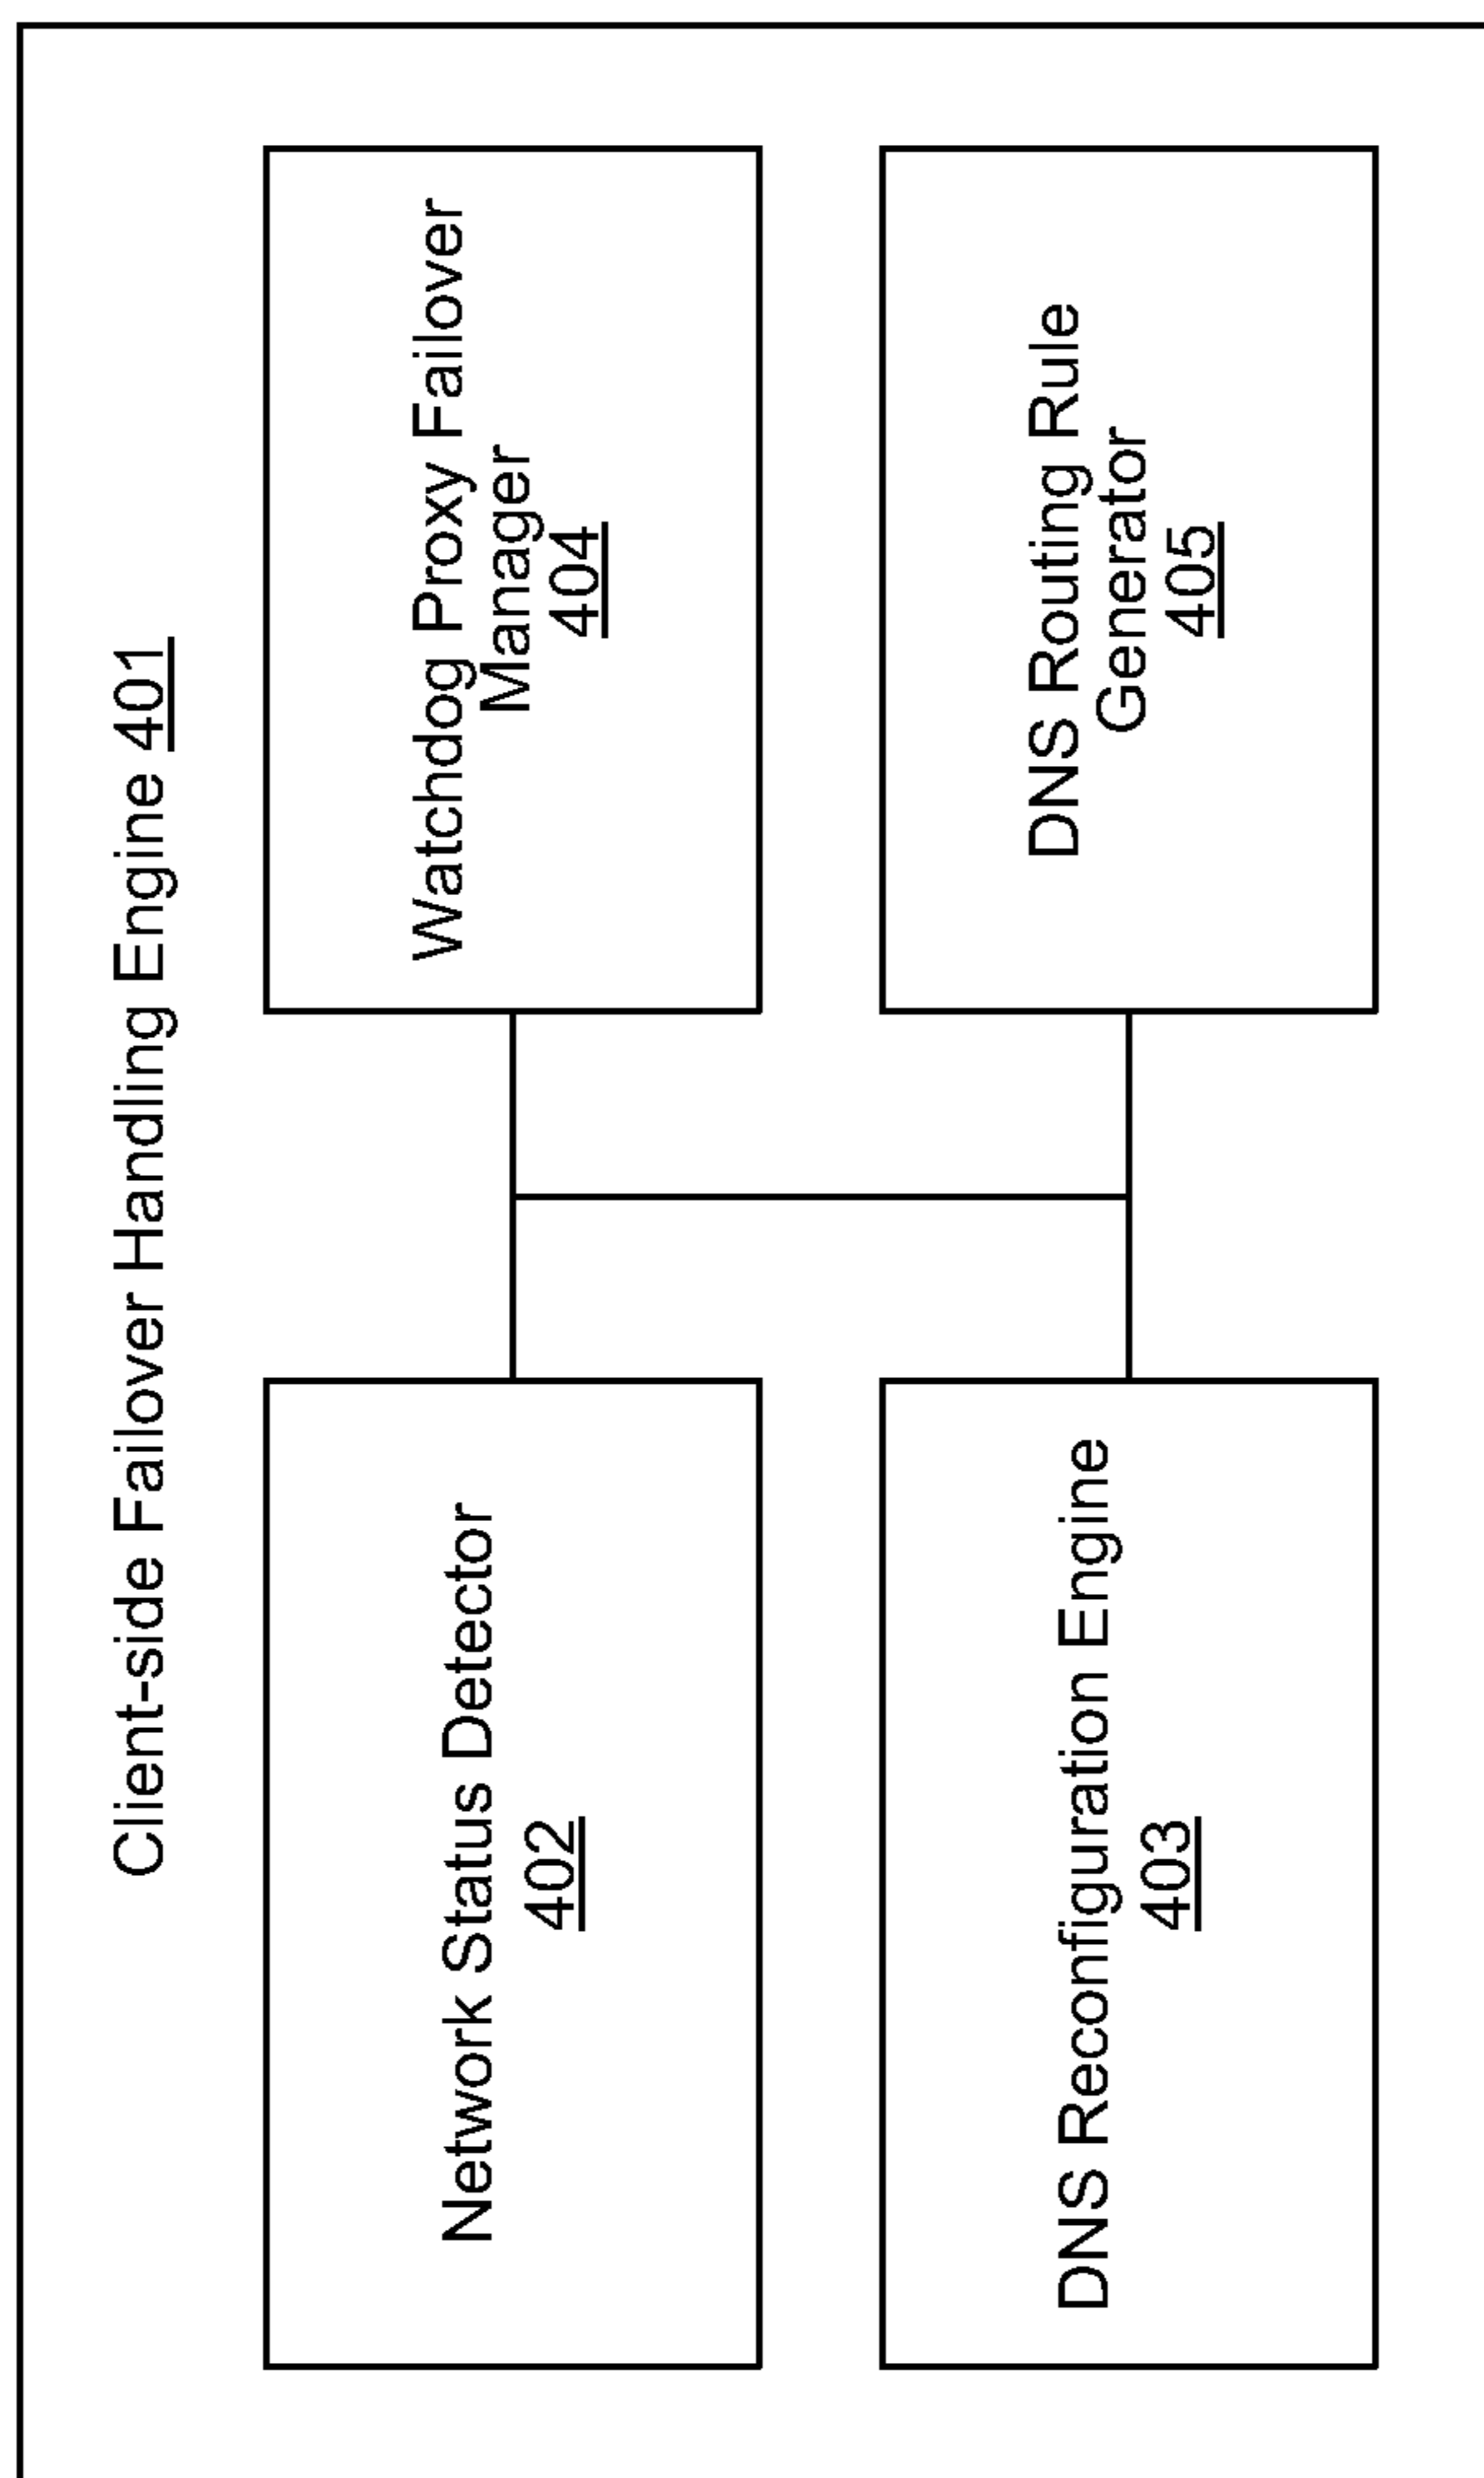 Client-side Failover Handling Engine 401
Network Status Detector
402
Watchdog Proxy Failover
Manager
404
DNS Reconfiguration Engine
403
DNS Routing Rule
Generator
405